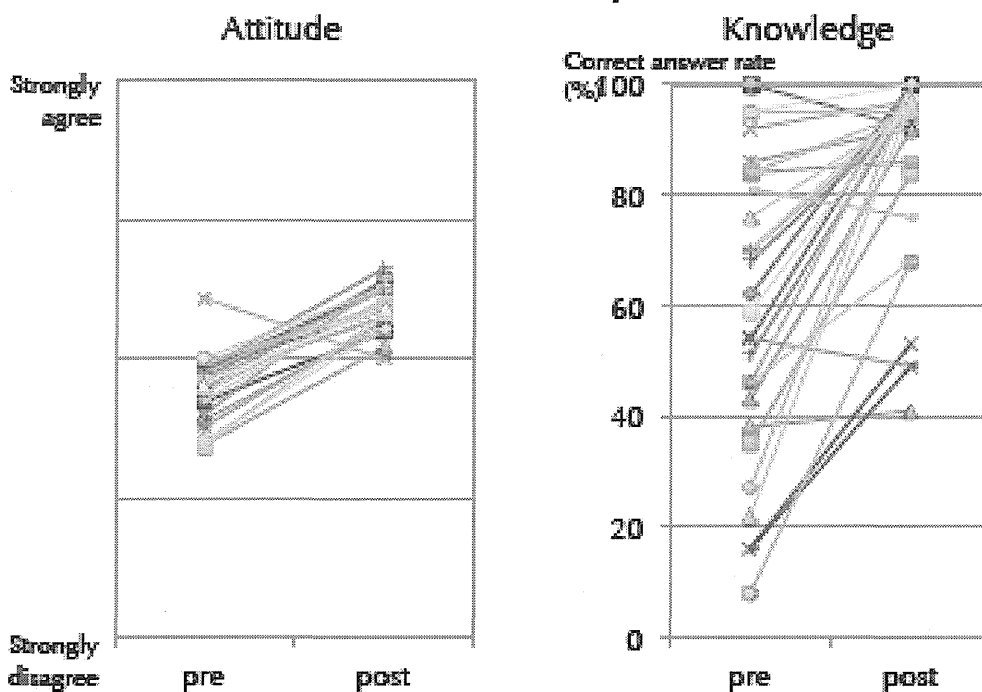 Attitude
Strongly
agree
Strongly
disagree
pre
post
Knowledge
Correct answer rate
(%)
100
80
60
40
20
0
pre
post